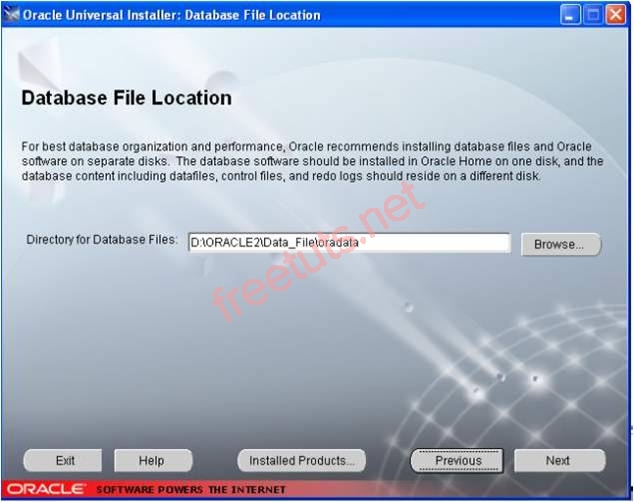 Oracle Universal Installer: Database File Location
Database File Location
For best database organization and performance, Oracle recommends installing database files and Oracle
software on separate disks. The database software should be installed in Oracle Home on one disk, and the
database content including datafiles, control files, and redo logs should reside on a different disk.
Directory for Database Files: D:\ORACLE2\Data_File\oradata Browse...
freetuts.net
Exit Help Installed Products... Previous Next
ORACLE SOFTWARE POWERS THE INTERNET